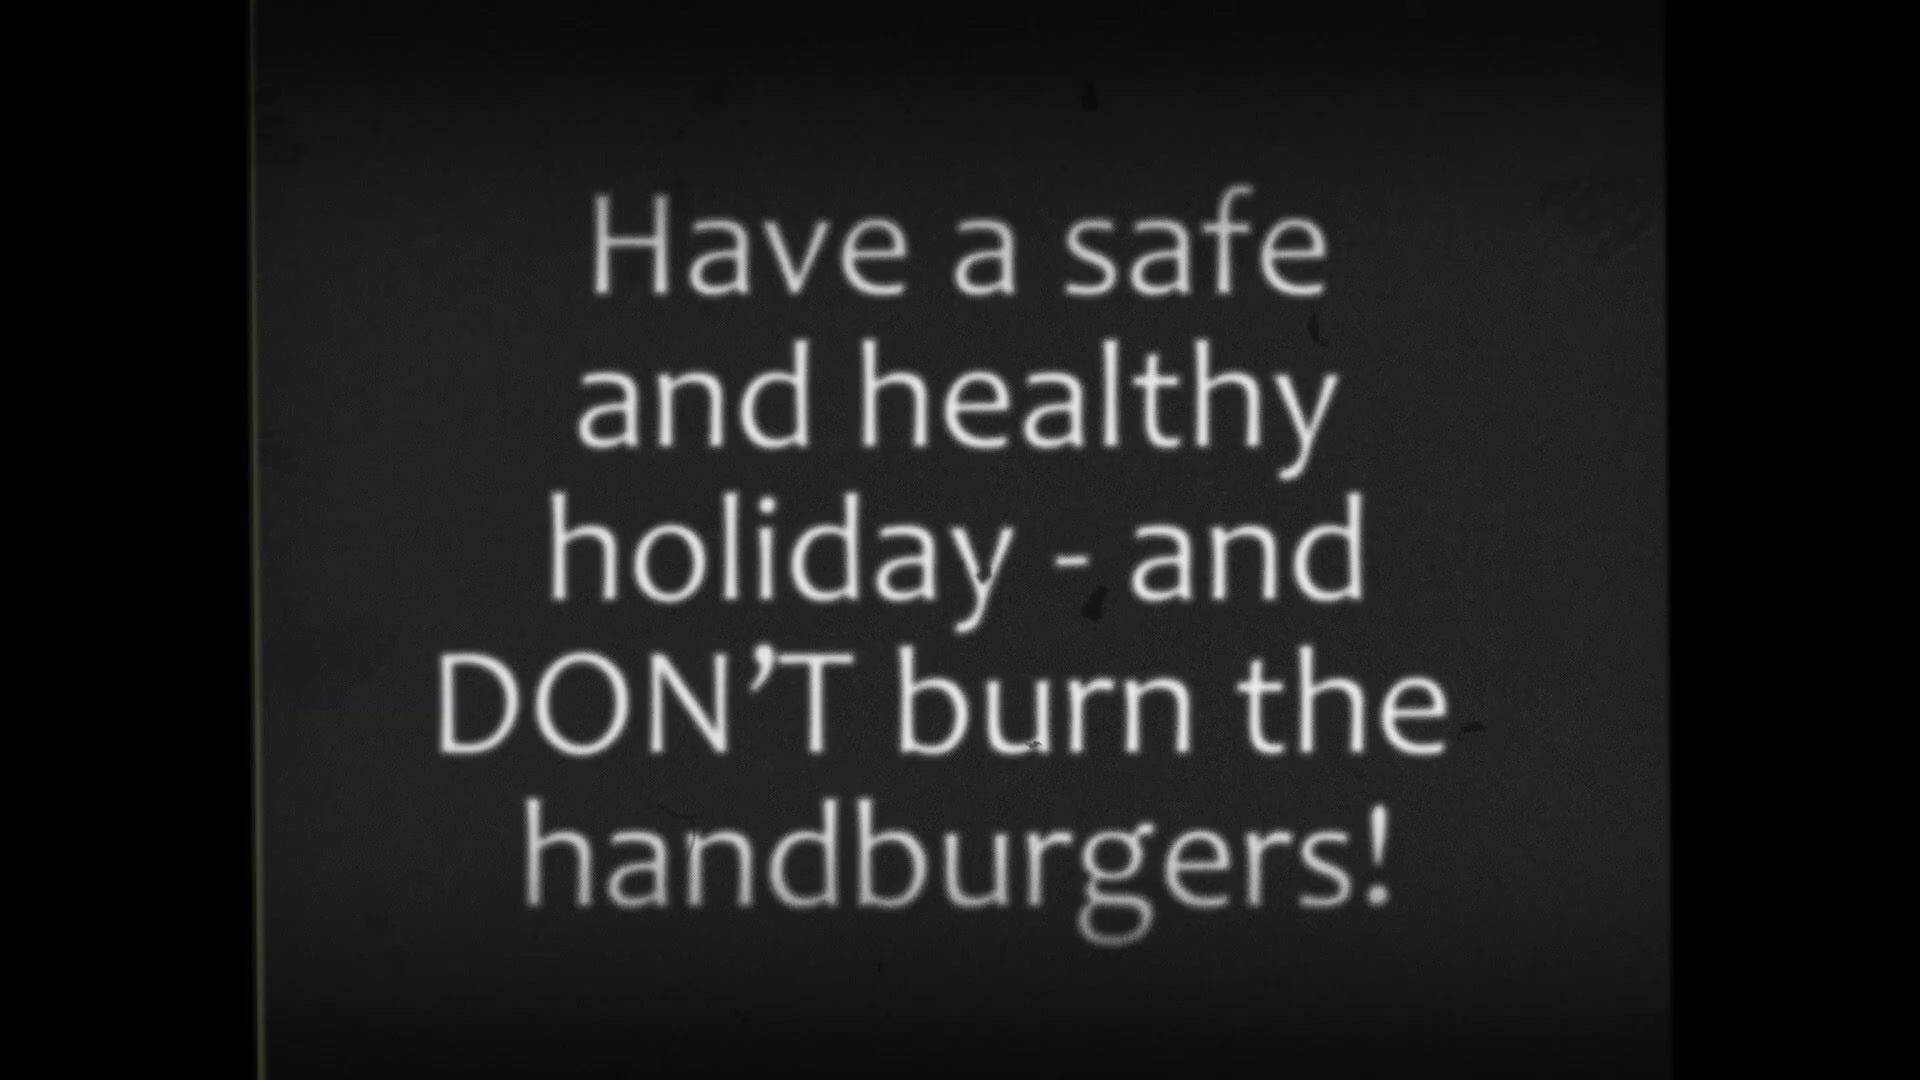 Have a safe
and healthy
holiday - and
DON’T burn the
handburgers!